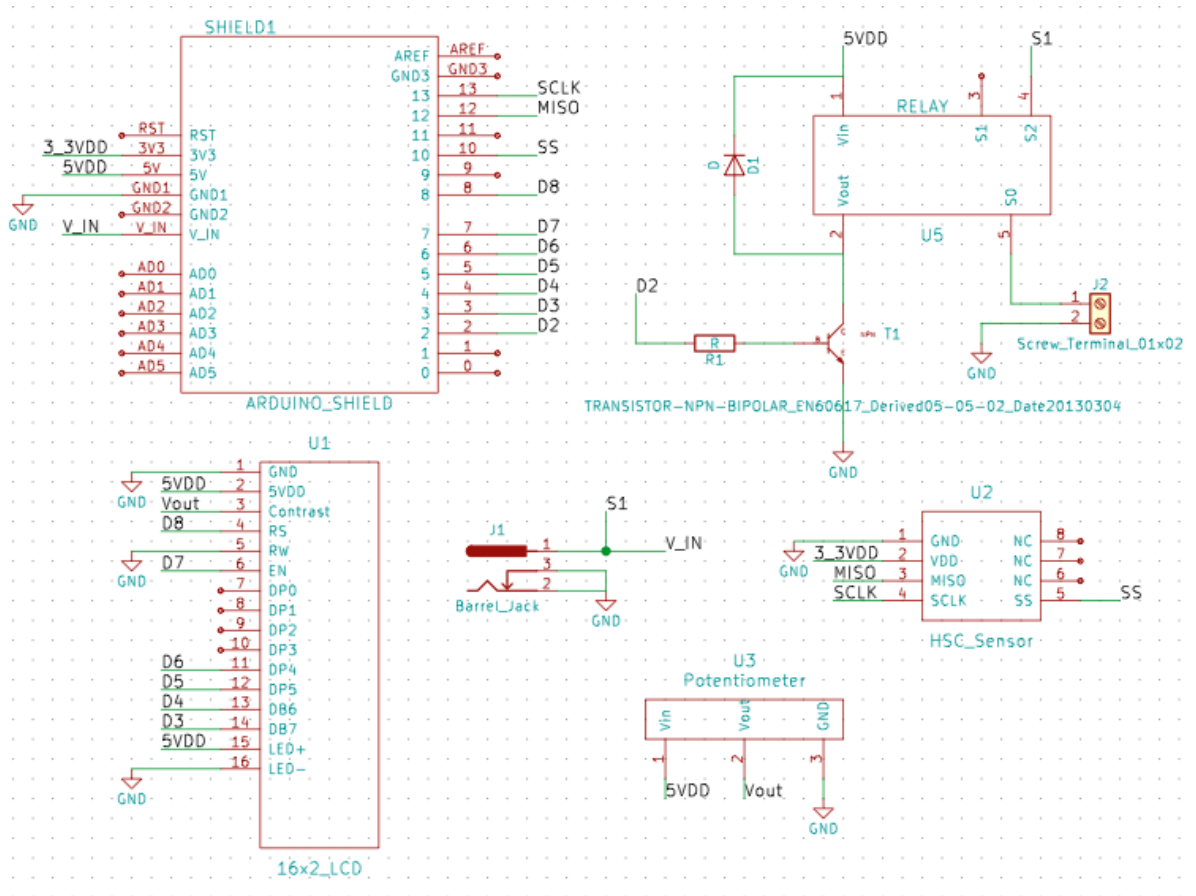 SHIELD1
AREF AREF
GND3 GND3
13 13 SCLK
12 12 MISO
RST RST 11 11
3_3VDD 3V3 3V3 10 10 SS
5VDD 5V 5V 9 9
GND1 GND1 8 8 D8
GND
GND2 GND2
V_IN V_IN V_IN 7 7 D7
6 6 D6
AD0 AD0 5 5 D5
AD1 AD1 4 4 D4
AD2 AD2 3 3 D3
AD3 AD3 2 2 D2
AD4 AD4 1 1
AD5 AD5 0 0
ARDUINO_SHIELD
5VDD S1
1 3 4
RELAY
Vin S1 S2
D D1
Vout S0
2 U5 5
D2
J2
1
2
Screw_Terminal_01x02
GND
R
R1
B C E NPN T1
TRANSISTOR-NPN-BIPOLAR_EN60617_Derived05-05-02_Date20130304
GND
U1
1 GND
GND
5VDD 2 5VDD
Vout 3 Contrast
D8 4 RS
5 RW
GND
D7 6 EN
7 DP0
8 DP1
9 DP2
10 DP3
D6 11 DP4
D5 12 DP5
D4 13 DB6
D3 14 DB7
5VDD 15 LED+
16 LED-
GND
16x2_LCD
S1
J1
1 V_IN
3
2
Barrel_Jack
GND
U2
1 GND NC 8
GND
3_3VDD 2 VDD NC 7
MISO 3 MISO NC 6
SCLK 4 SCLK SS 5 SS
HSC_Sensor
U3
Potentiometer
Vin Vout GND
1 2 3
5VDD Vout
GND